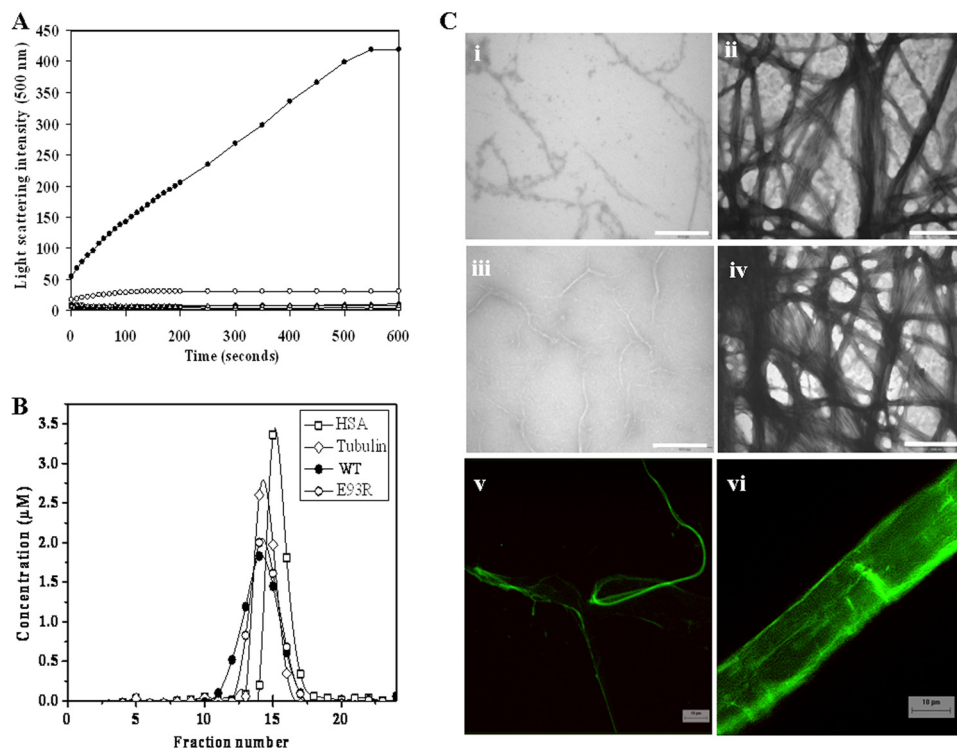 A
Light scattering intensity (500 nm)
450
400
350
300
250
200
150
100
50
0
0 100 200 300 400 500 600
Time (seconds)
B
Concentration (µM)
3.5
3.0
2.5
2.0
1.5
1.0
0.5
0.0
HSA
Tubulin
WT
E93R
0 5 10 15 20
Fraction number
C
i
ii
iii
iv
v
10 µm
vi
10 µm